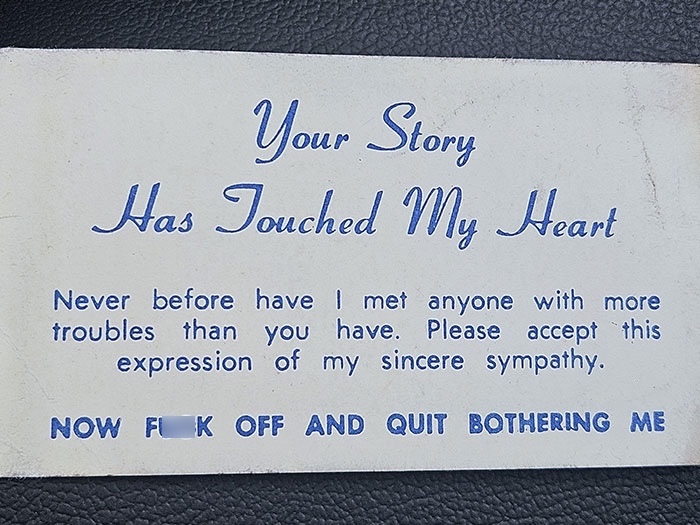 Your Story
Has Touched My Heart
Never before have I met anyone with more
troubles than you have. Please accept this
expression of my sincere sympathy.
NOW OFF AND QUIT BOTHERING ME